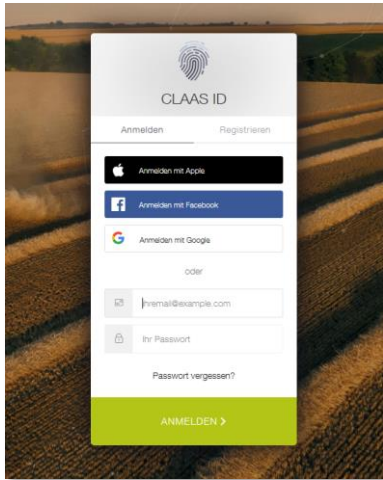 CLAAS ID
Anmelden Registrieren
Anmelden mit Apple
Anmelden mit Facebook
Anmelden mit Google
oder
ihremail@example.com
Ihr Passwort
Passwort vergessen?
ANMELDEN >